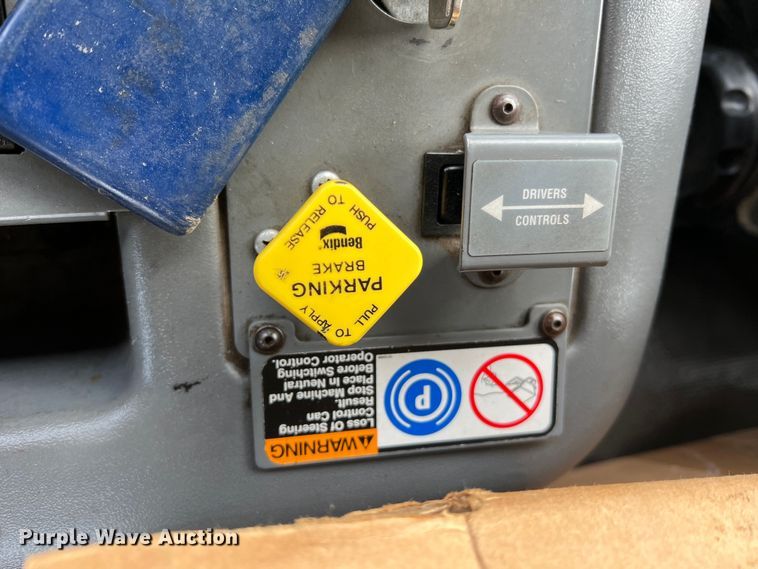 DRIVERS
CONTROLS
PUSH TO RELEASE
Bendix
PARKING
BRAKE
PULL TO APPLY
WARNING
Loss Of Steering
Control Can
Result.
Stop Machine And
Place In Neutral
Before Switching
Operator Control.
P
Purple Wave Auction